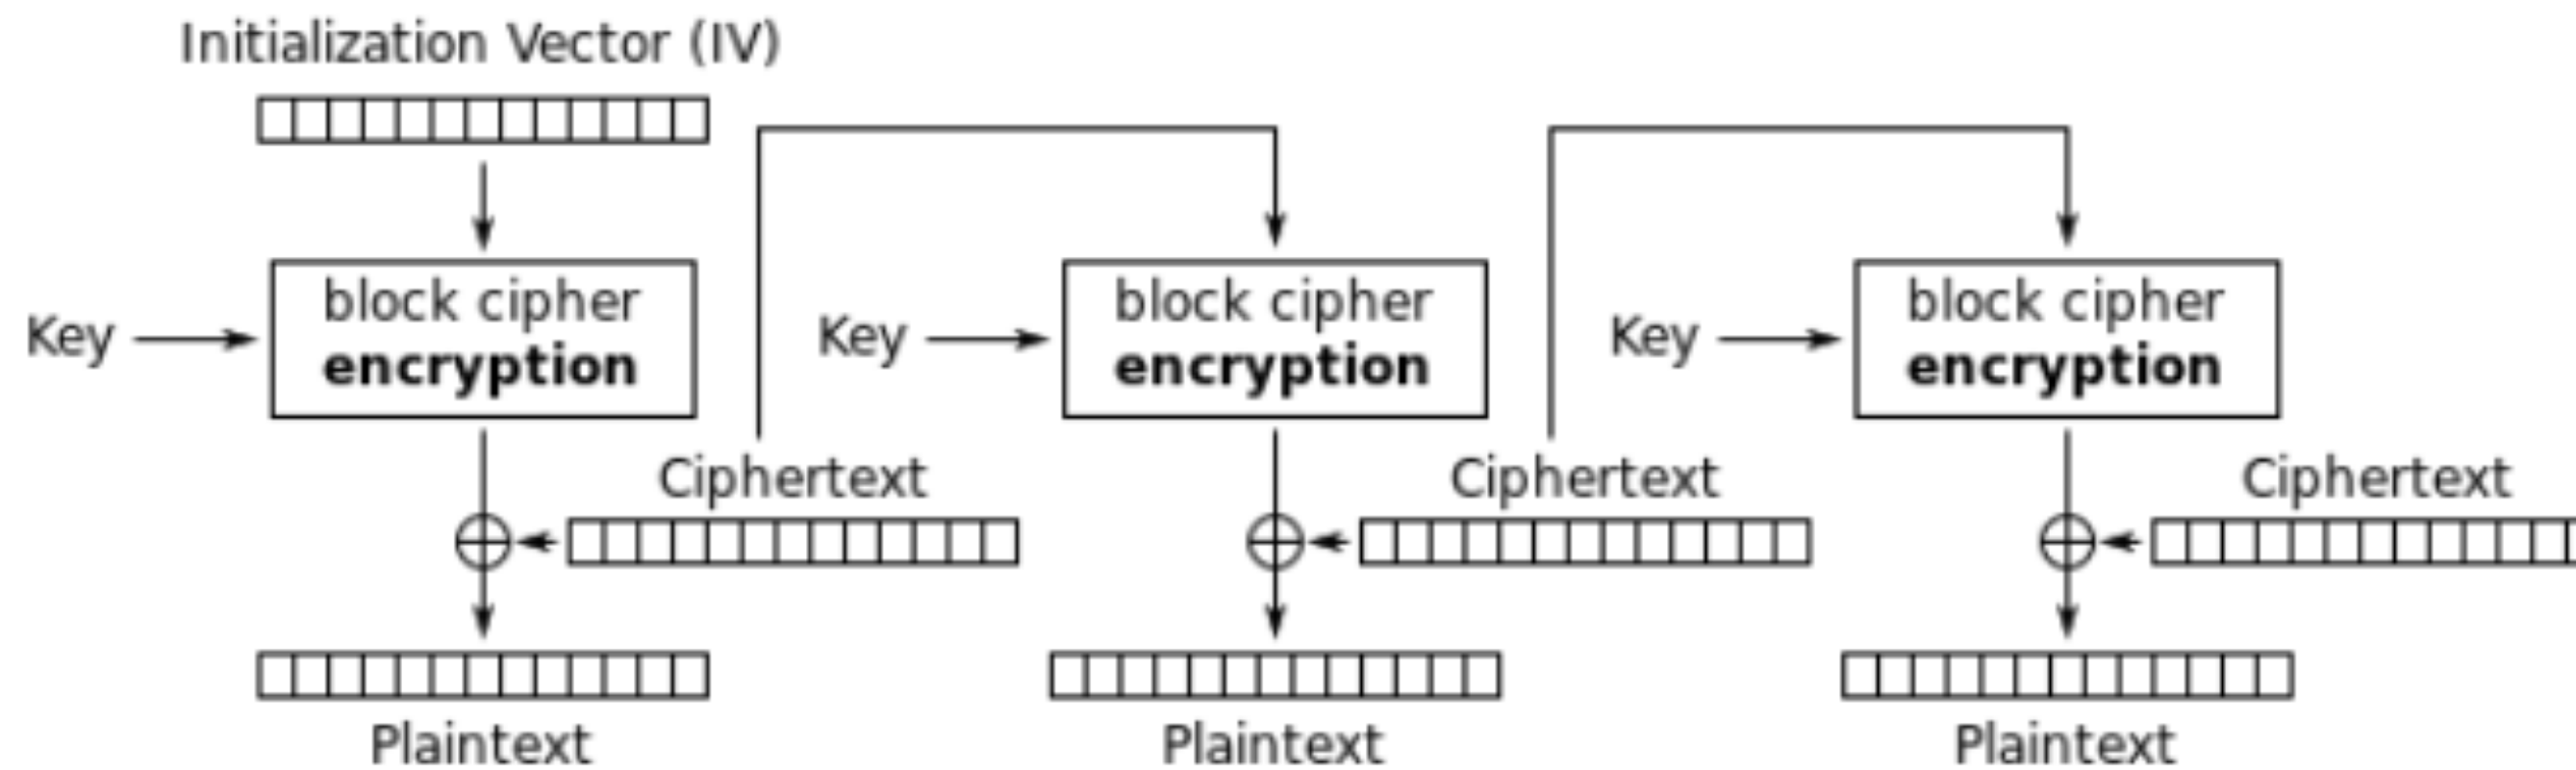 Initialization Vector (IV)
Key
block cipher
encryption
Key
block cipher
encryption
Key
block cipher
encryption
Ciphertext
Ciphertext
Ciphertext
Plaintext
Plaintext
Plaintext